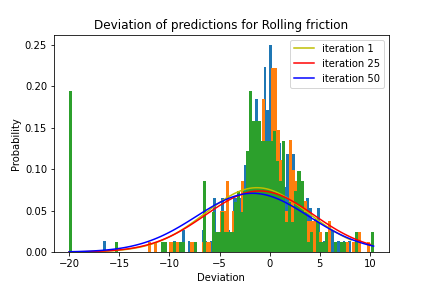 Deviation of predictions for Rolling friction
Probability
0.25
0.20
0.15
0.10
0.05
0.00
iteration 1
iteration 25
iteration 50
−20
−15
−10
−5
0
5
10
Deviation